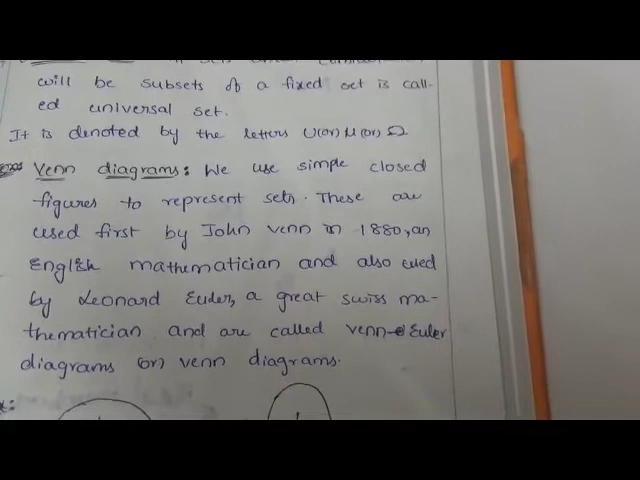 will be subsets of a fixed set is call-
ed universal set.
It is denoted by the letters U(or) μ(or) Ω
Venn diagrams: We use simple closed
figures to represent sets. These are
used first by John venn in 1880, an
English mathematician and also used
by Leonard Euler, a great swiss ma-
thematician and are called venn-Euler
diagrams (or) venn diagrams.